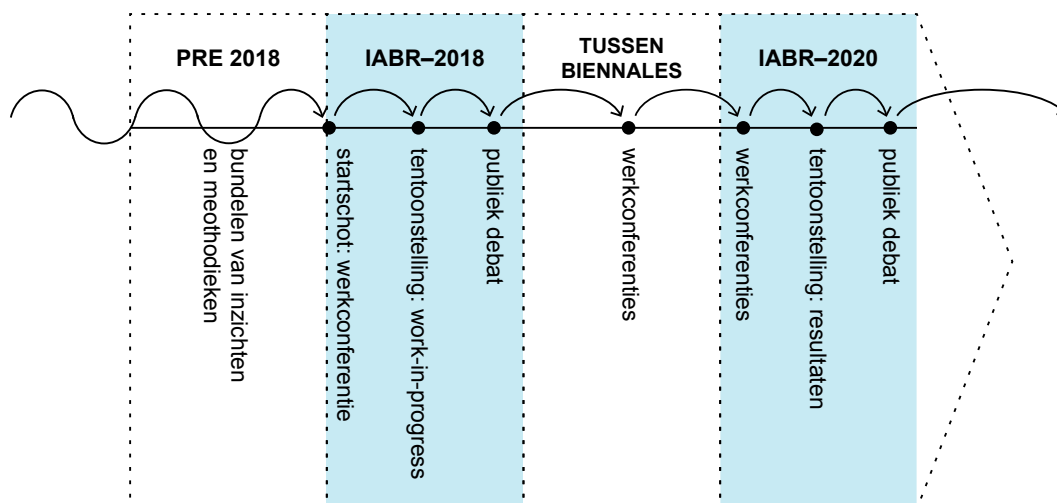 PRE 2018
IABR–2018
TUSSEN
BIENNALES
IABR–2020
bundelen van inzichten
en meothodieken
startschot: werkconferentie
tentoonstelling: work-in-progress
publiek debat
werkconferenties
werkconferenties
tentoonstelling: resultaten
publiek debat